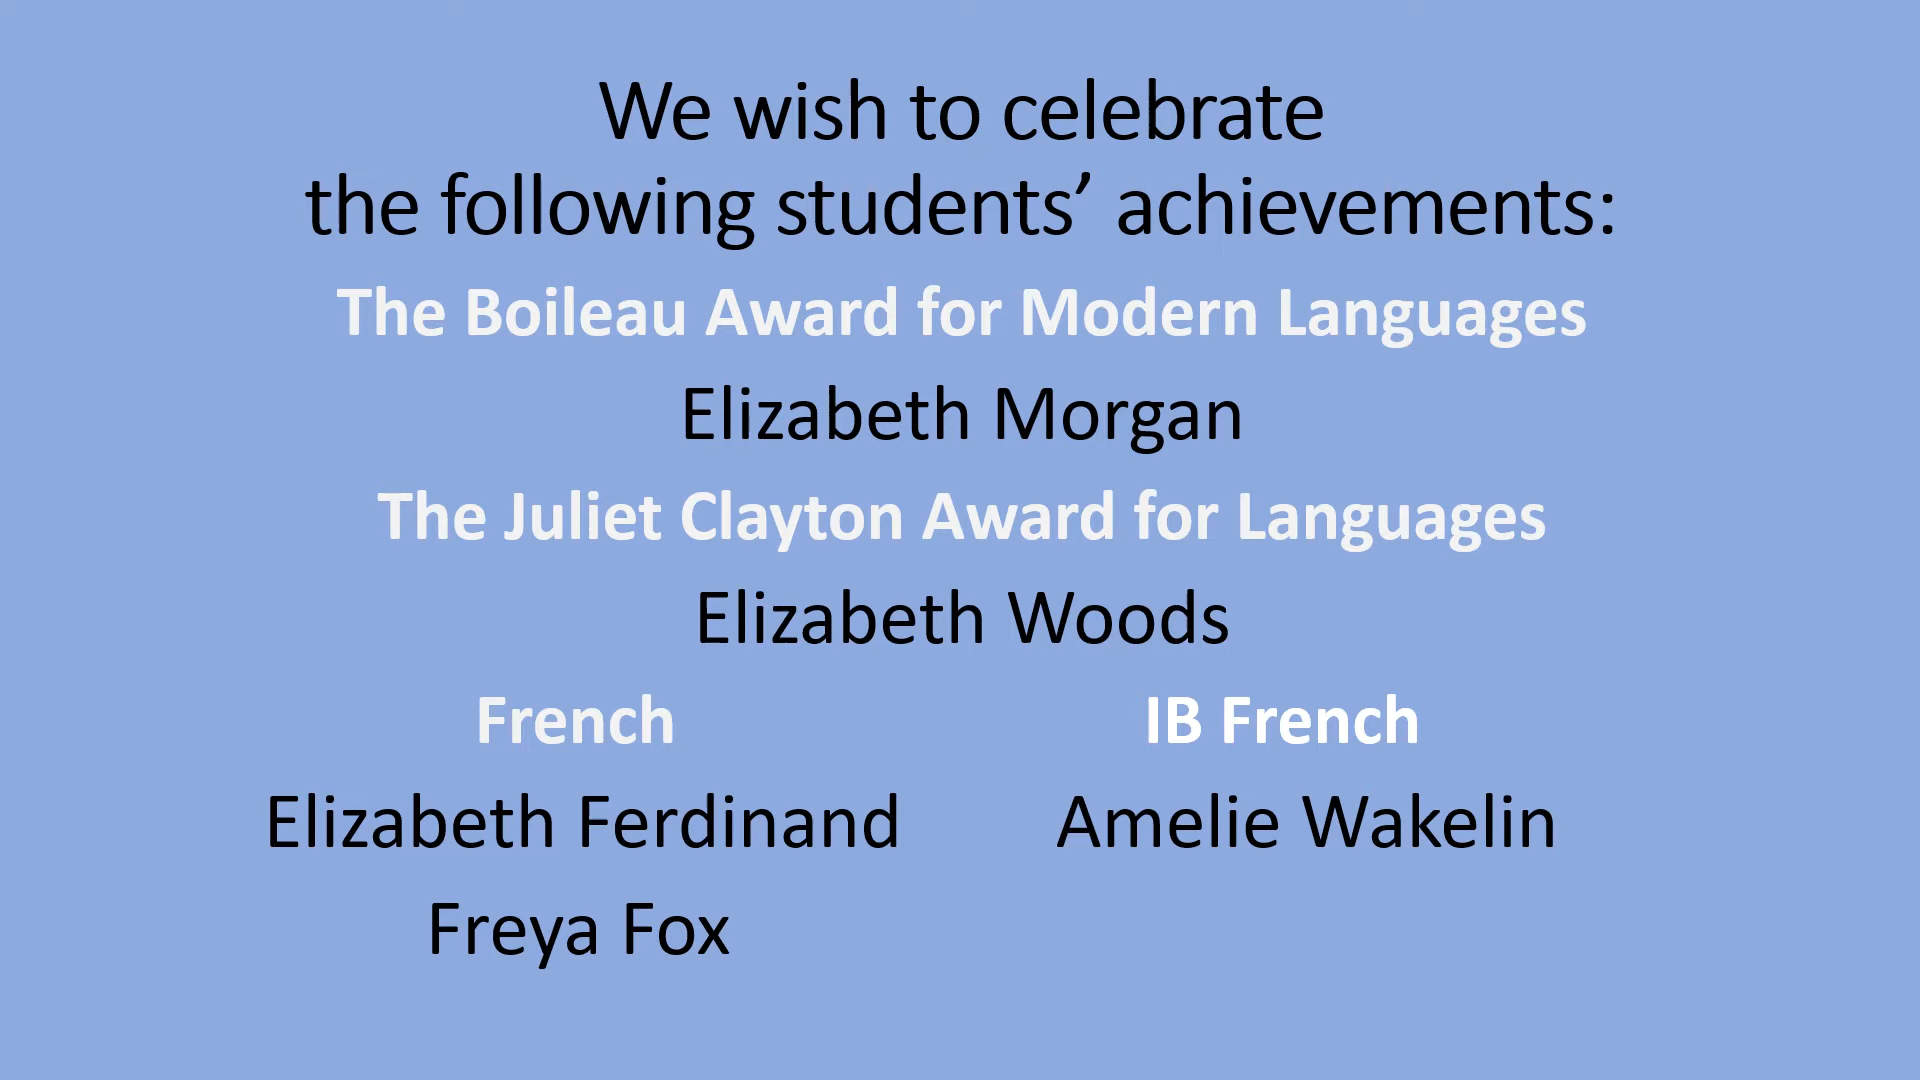 We wish to celebrate
the following students’ achievements:
The Boileau Award for Modern Languages
Elizabeth Morgan
The Juliet Clayton Award for Languages
Elizabeth Woods
French IB French
Elizabeth Ferdinand Amelie Wakelin
Freya Fox